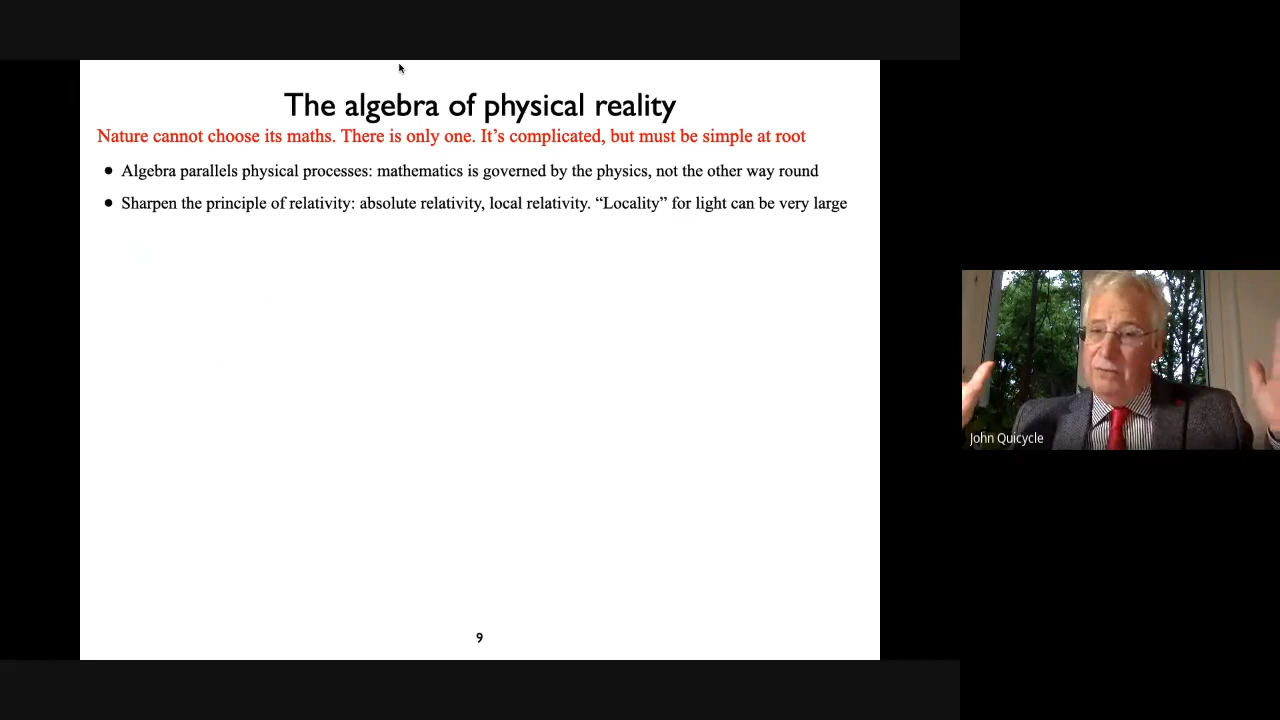 The algebra of physical reality
Nature cannot choose its maths. There is only one. It's complicated, but must be simple at root
● Algebra parallels physical processes: mathematics is governed by the physics, not the other way round
● Sharpen the principle of relativity: absolute relativity, local relativity. “Locality” for light can be very large
John Quicycle
9